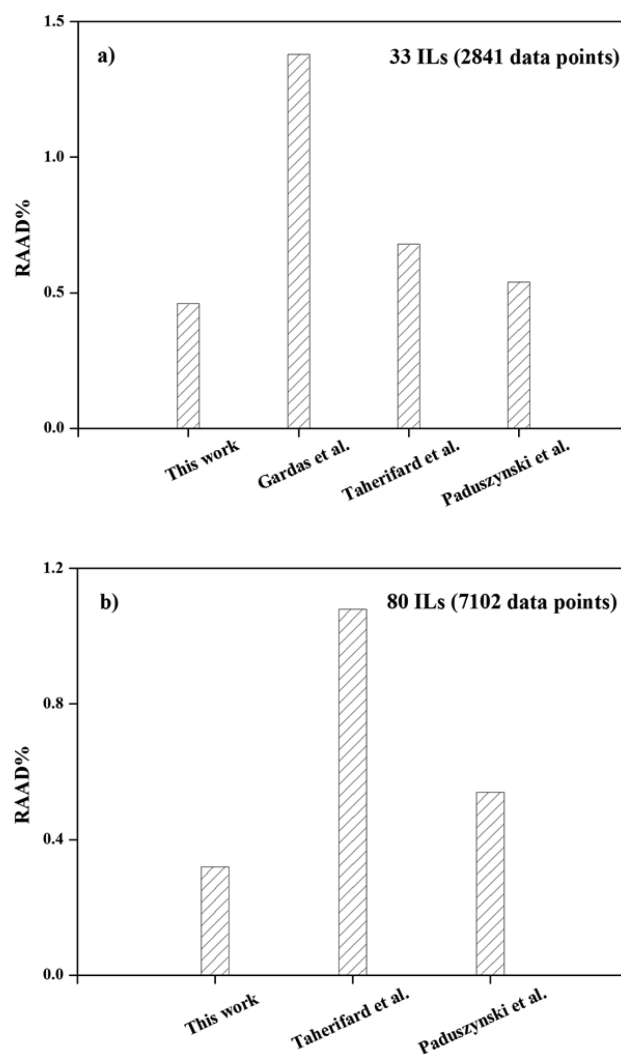 a)
33 ILs (2841 data points)
1.5
1.0
0.5
0.0
RAAD%
This work
Gardas et al.
Taherifard et al.
Paduszynski et al.
b)
80 ILs (7102 data points)
1.2
0.8
0.4
0.0
RAAD%
This work
Taherifard et al.
Paduszynski et al.